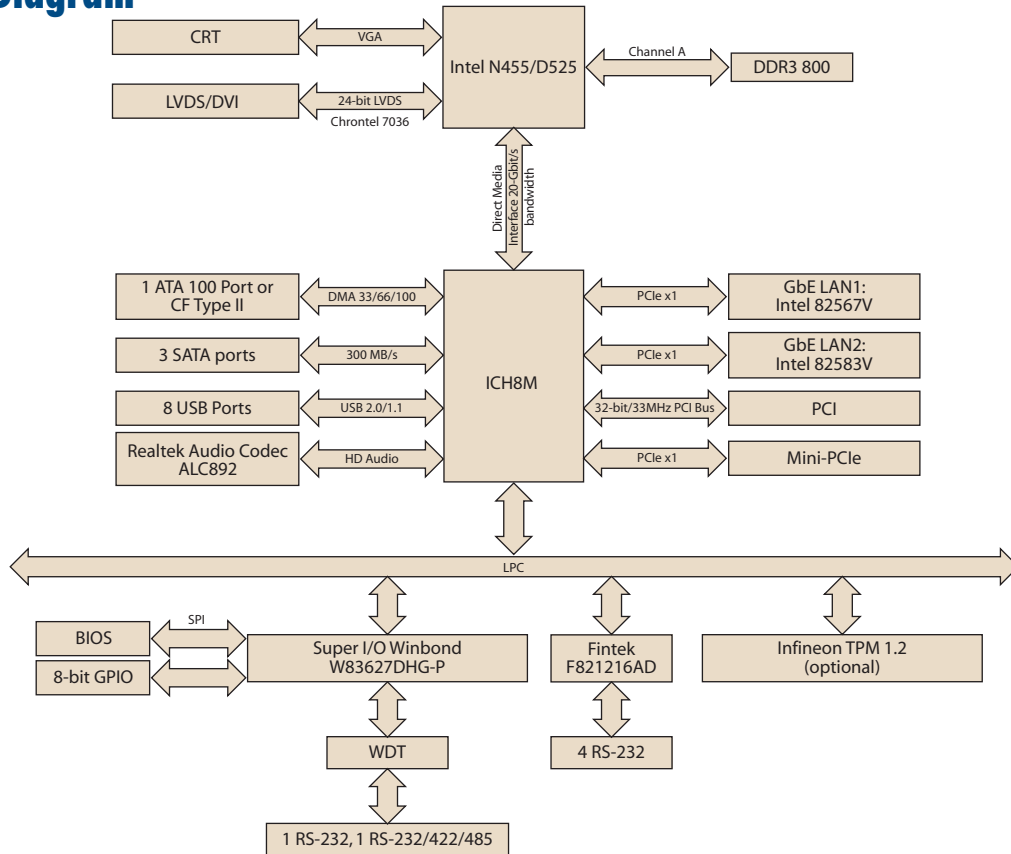 Diagram
CRT
VGA
Intel N455/D525
Channel A
DDR3 800
LVDS/DVI
24-bit LVDS
Chrontel 7036
Direct Media
Interface 20-Gbit/s
bandwidth
1 ATA 100 Port or
CF Type II
DMA 33/66/100
ICH8M
PCIe x1
GbE LAN1:
Intel 82567V
3 SATA ports
300 MB/s
PCIe x1
GbE LAN2:
Intel 82583V
8 USB Ports
USB 2.0/1.1
32-bit/33MHz PCI Bus
PCI
Realtek Audio Codec
ALC892
HD Audio
PCIe x1
Mini-PCIe
LPC
BIOS
SPI
8-bit GPIO
Super I/O Winbond
W83627DHG-P
Fintek
F821216AD
Infineon TPM 1.2
(optional)
WDT
4 RS-232
1 RS-232, 1 RS-232/422/485